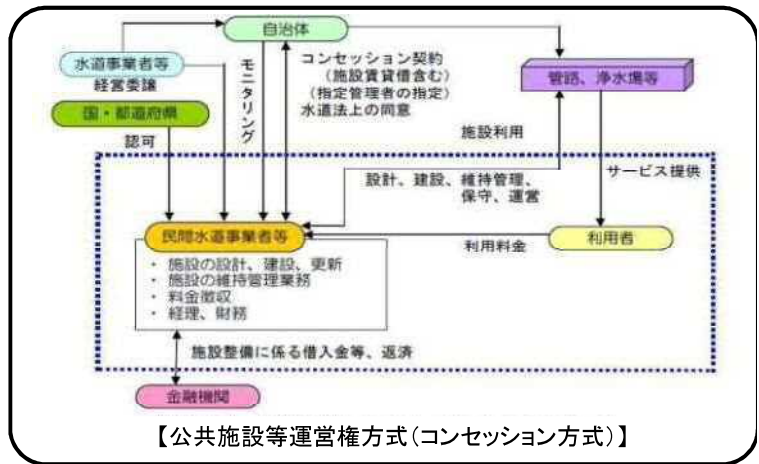 自治体
水道事業者等
経営委譲
国・都道府県
認可
モニタリング
コンセッション契約
(施設賃貸借含む)
(指定管理者の指定)
水道法上の同意
管路、浄水場等
施設利用
サービス提供
設計、建設、維持管理、
保守、運営
民間水道事業者等
利用料金
利用者
・ 施設の設計、建設、更新
・ 施設の維持管理業務
・ 料金徴収
・ 経理、財務
施設整備に係る借入金等、返済
金融機関
【公共施設等運営権方式(コンセッション方式)】